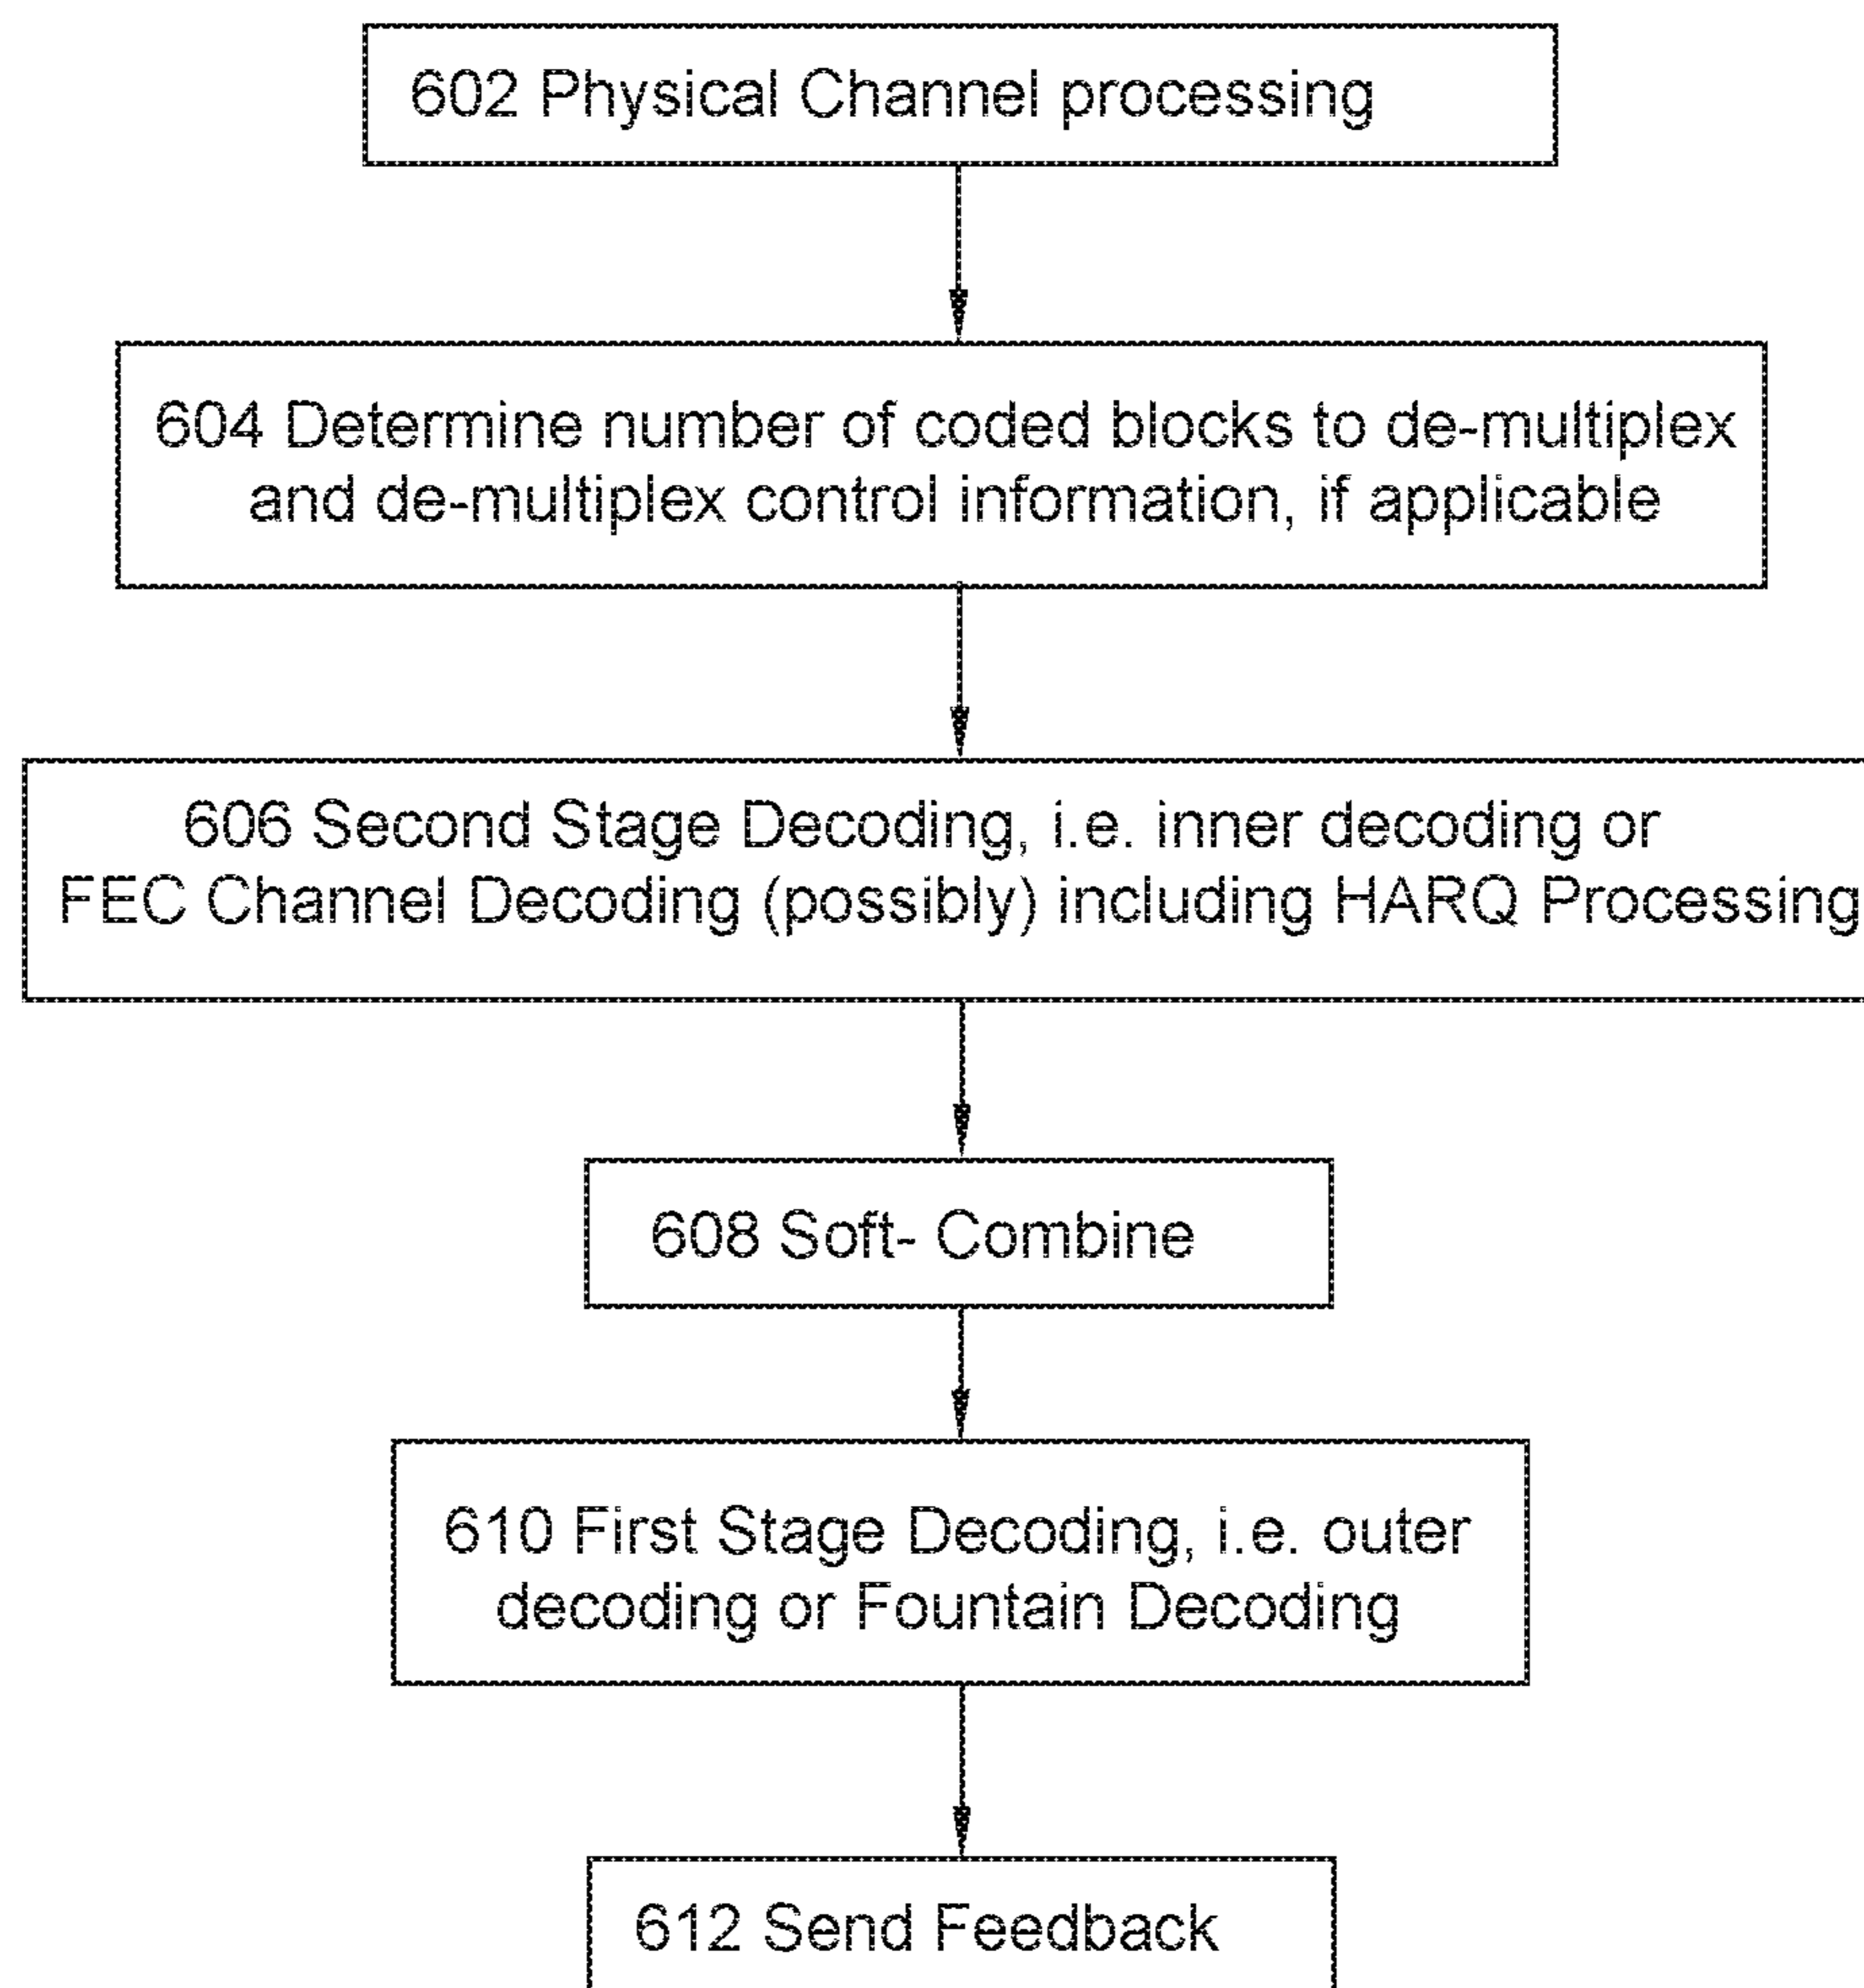 602 Physical Channel processing
604 Determine number of coded blocks to de-multiplex
and de-multiplex control information, if applicable
606 Second Stage Decoding, i.e. inner decoding or
FEC Channel Decoding (possibly) including HARQ Processing
608 Soft- Combine
610 First Stage Decoding, i.e. outer
decoding or Fountain Decoding
612 Send Feedback